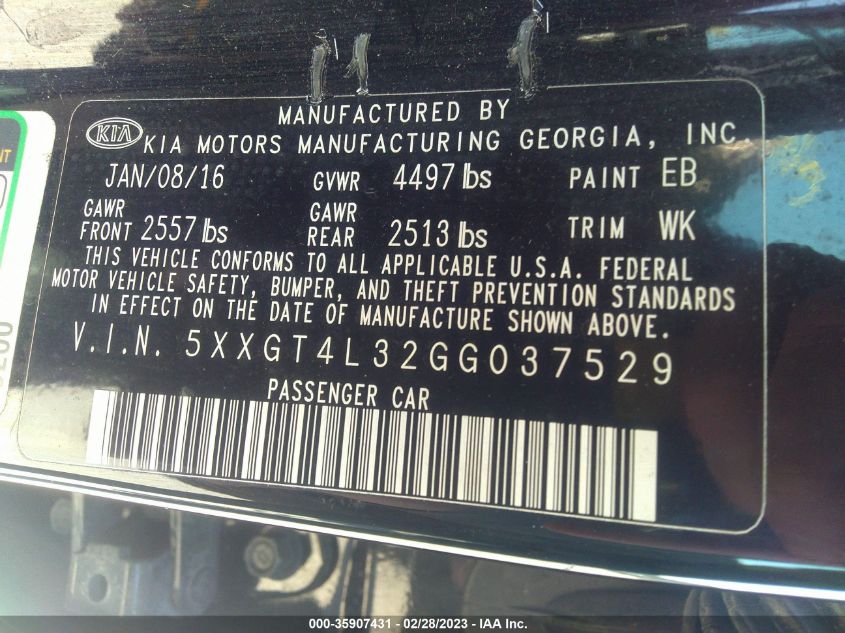 MANUFACTURED BY
KIA KIA MOTORS MANUFACTURING GEORGIA, INC.
JAN/08/16 GVWR 4497 lbs PAINT EB
GAWR FRONT 2557 lbs GAWR REAR 2513 lbs TRIM WK
THIS VEHICLE CONFORMS TO ALL APPLICABLE U.S.A. FEDERAL
MOTOR VEHICLE SAFETY, BUMPER, AND THEFT PREVENTION STANDARDS
IN EFFECT ON THE DATE OF MANUFACTURE SHOWN ABOVE.
V.I.N. 5XXGT4L32GG037529
PASSENGER CAR
000-35907431 - 02/28/2023 - © IAA Inc.